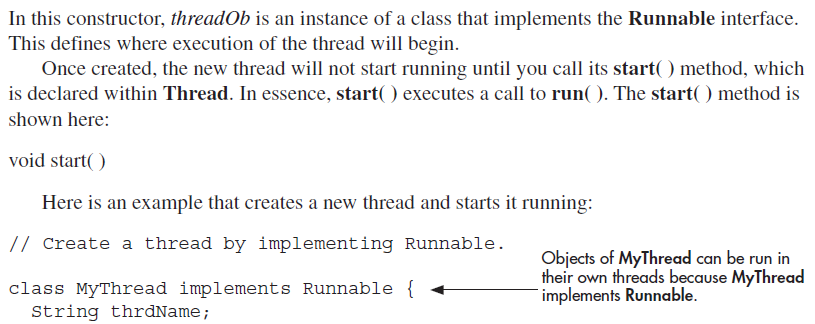 In this constructor, threadOb is an instance of a class that implements the Runnable interface.
This defines where execution of the thread will begin.
Once created, the new thread will not start running until you call its start( ) method, which
is declared within Thread. In essence, start( ) executes a call to run( ). The start( ) method is
shown here:
void start( )
Here is an example that creates a new thread and starts it running:
// Create a thread by implementing Runnable.
class MyThread implements Runnable {
String thrdName;
Objects of MyThread can be run in
their own threads because MyThread
implements Runnable.